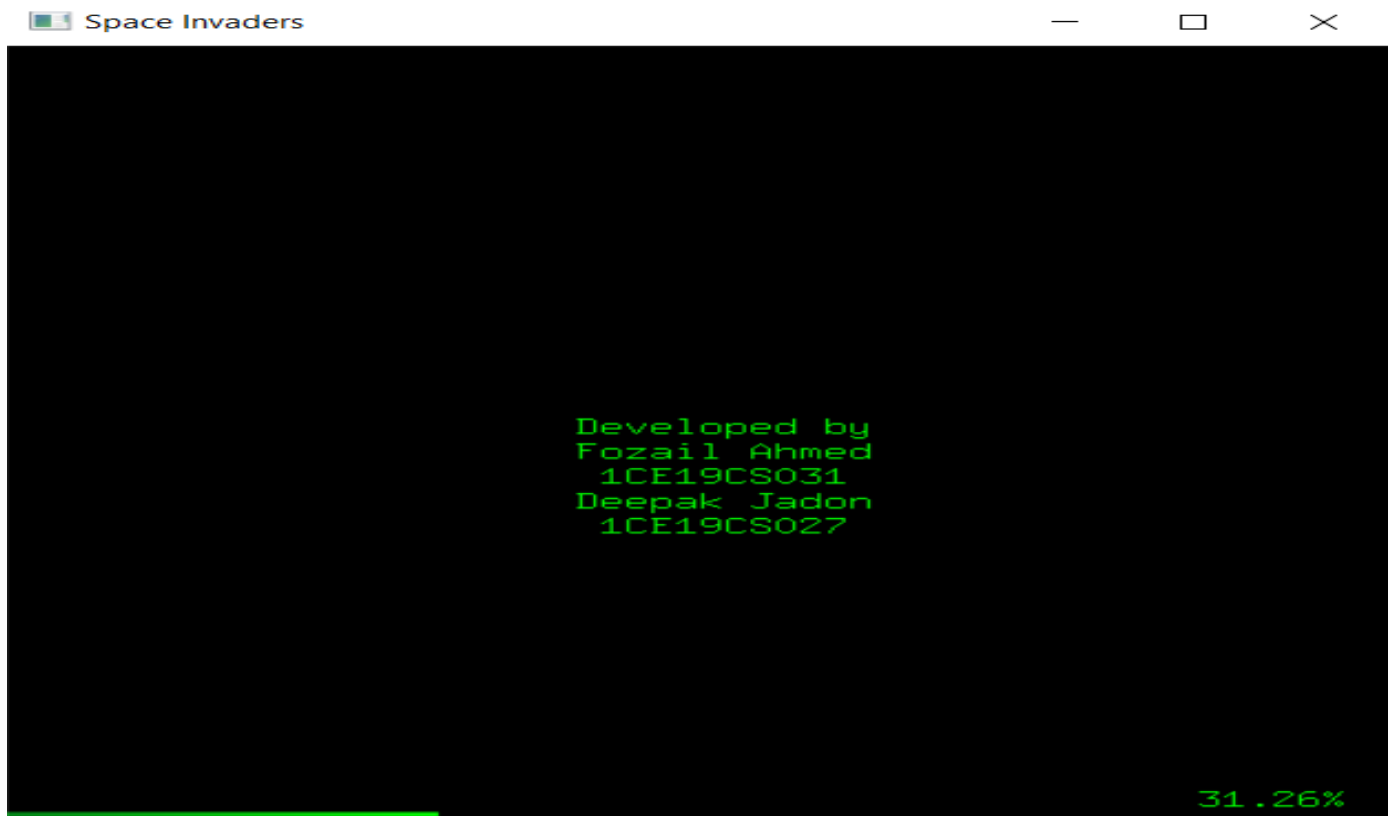 Space Invaders
Developed by
Fozail Ahmed
1CE19CS031
Deepak Jadon
1CE19CS027
31.26%